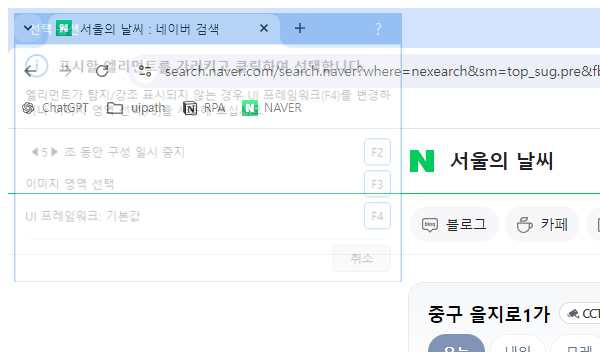 선택 옵션
서울의 날씨 : 네이버 검색
?
표시할 엘리먼트를 가리키고 클릭하여 선택합니다.
search.naver.com/search.naver?where=nexearch&sm=top_sug.pre&fb
엘리먼트가 탐지/강조 표시되지 않는 경우 UI 프레임워크(F4)를 변경하
ChatGPT uipath RPA NAVER
서울의 날씨
◀ 5 ▶ 초 동안 구성 일시 중지 F2
이미지 영역 선택 F3
UI 프레임워크: 기본값 F4
블로그 카페
취소
중구 을지로1가 CCT
오늘 내일 모레